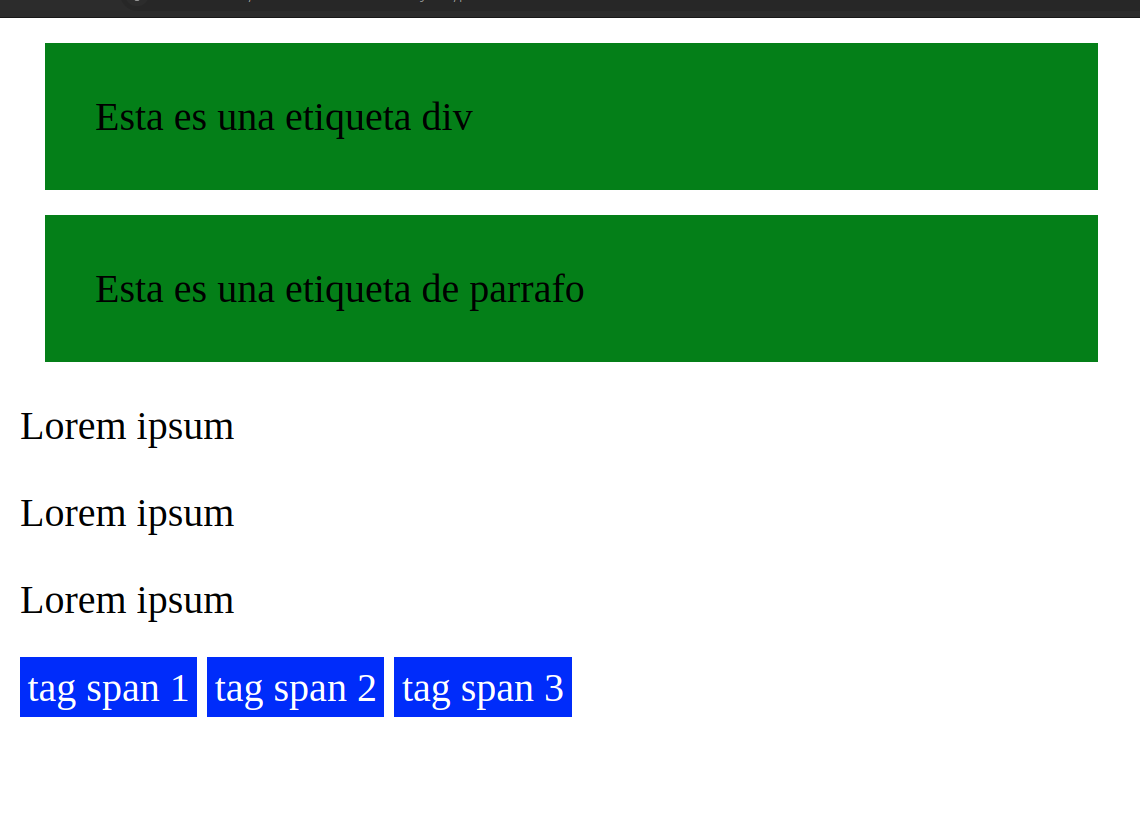 Esta es una etiqueta div
Esta es una etiqueta de parrafo
Lorem ipsum
Lorem ipsum
Lorem ipsum
tag span 1 tag span 2 tag span 3